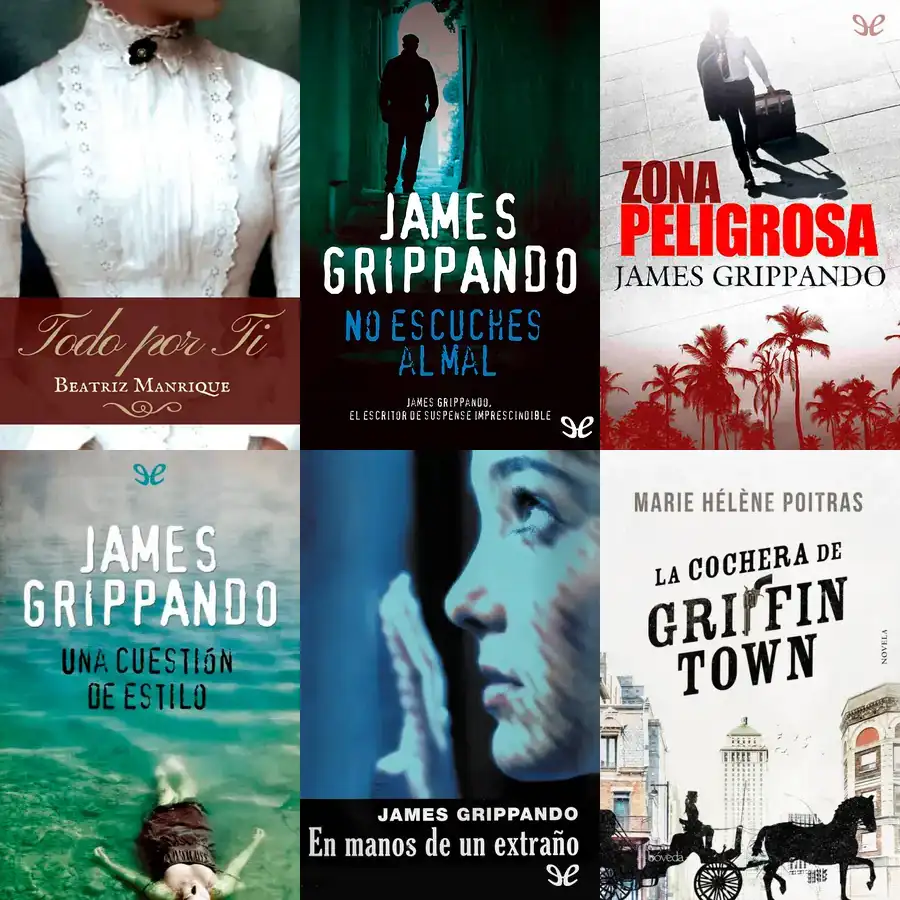 Todo por Ti
BEATRIZ MANRIQUE
JAMES
GRIPPANDO
NO ESCUCHES
AL MAL
JAMES GRIPPANDO,
EL ESCRITOR DE SUSPENSE IMPRESCINDIBLE
ZONA
PELIGROSA
JAMES GRIPPANDO
JAMES
GRIPPANDO
UNA CUESTIÓN
DE ESTILO
JAMES GRIPPANDO
En manos de un extraño
MARIE HÉLÈNE POITRAS
LA COCHERA DE
GRIFFIN
TOWN
NOVELA
bóveda